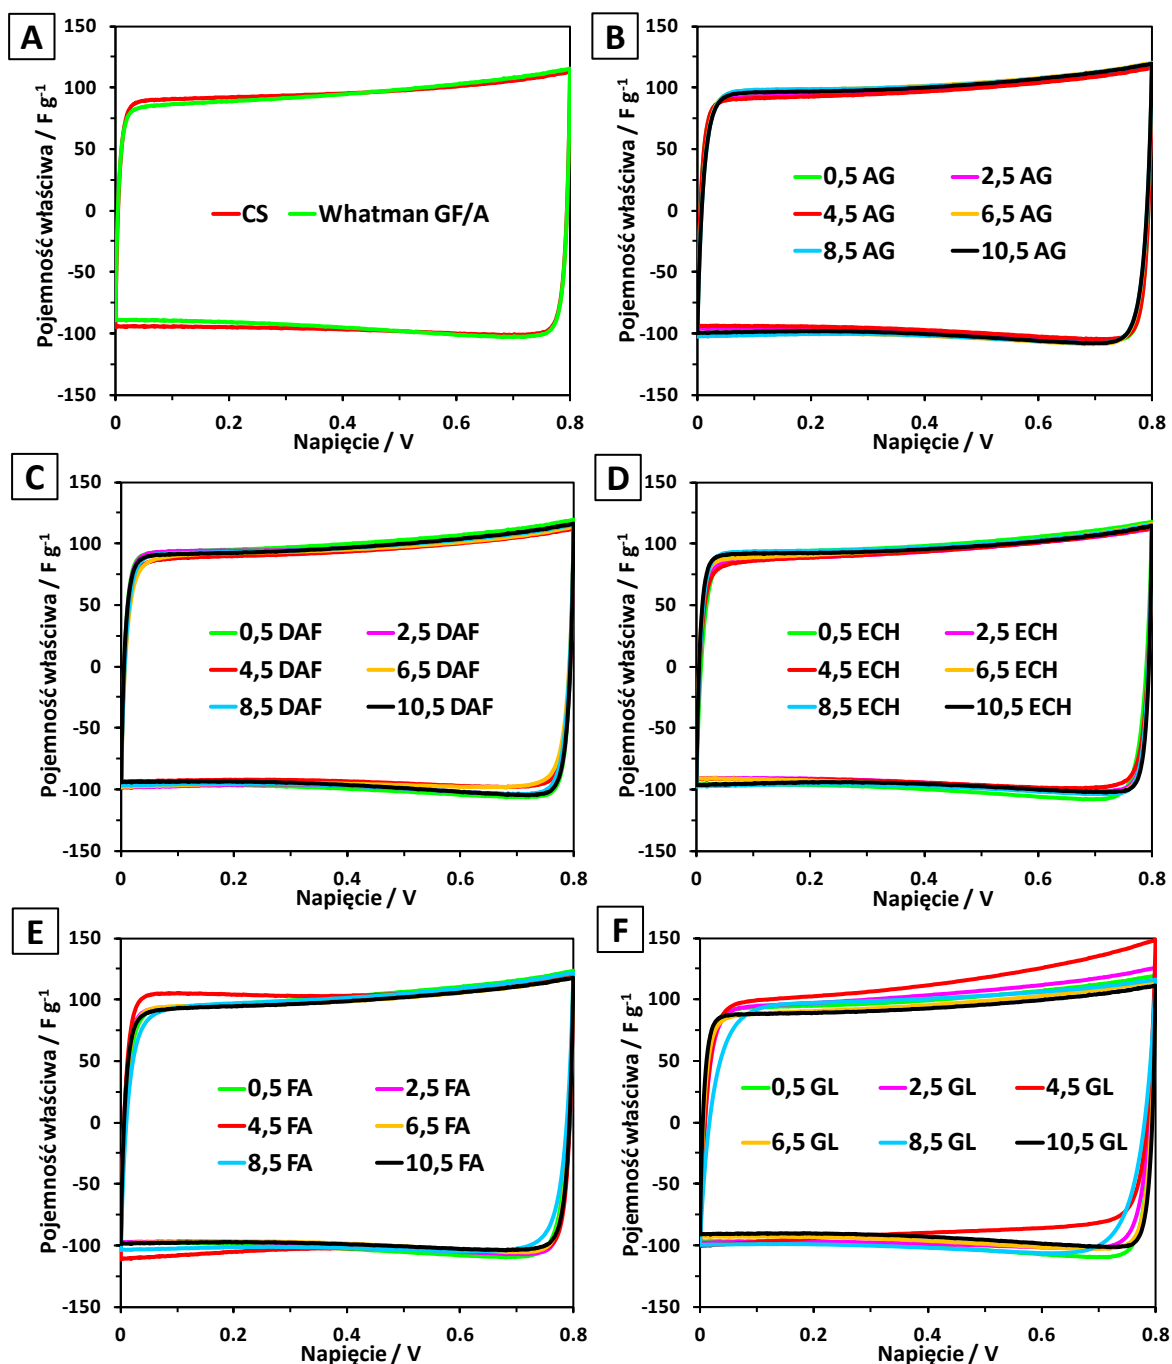 A
Pojemność właściwa / F g⁻¹
150
100
50
0
-50
-100
-150
CS Whatman GF/A
0 0.2 0.4 0.6 0.8
Napięcie / V
B
Pojemność właściwa / F g⁻¹
150
100
50
0
-50
-100
-150
0,5 AG 2,5 AG
4,5 AG 6,5 AG
8,5 AG 10,5 AG
0 0.2 0.4 0.6 0.8
Napięcie / V
C
Pojemność właściwa / F g⁻¹
150
100
50
0
-50
-100
-150
0,5 DAF 2,5 DAF
4,5 DAF 6,5 DAF
8,5 DAF 10,5 DAF
0 0.2 0.4 0.6 0.8
Napięcie / V
D
Pojemność właściwa / F g⁻¹
150
100
50
0
-50
-100
-150
0,5 ECH 2,5 ECH
4,5 ECH 6,5 ECH
8,5 ECH 10,5 ECH
0 0.2 0.4 0.6 0.8
Napięcie / V
E
Pojemność właściwa / F g⁻¹
150
100
50
0
-50
-100
-150
0,5 FA 2,5 FA
4,5 FA 6,5 FA
8,5 FA 10,5 FA
0 0.2 0.4 0.6 0.8
Napięcie / V
F
Pojemność właściwa / F g⁻¹
150
100
50
0
-50
-100
-150
0,5 GL 2,5 GL 4,5 GL
6,5 GL 8,5 GL 10,5 GL
0 0.2 0.4 0.6 0.8
Napięcie / V